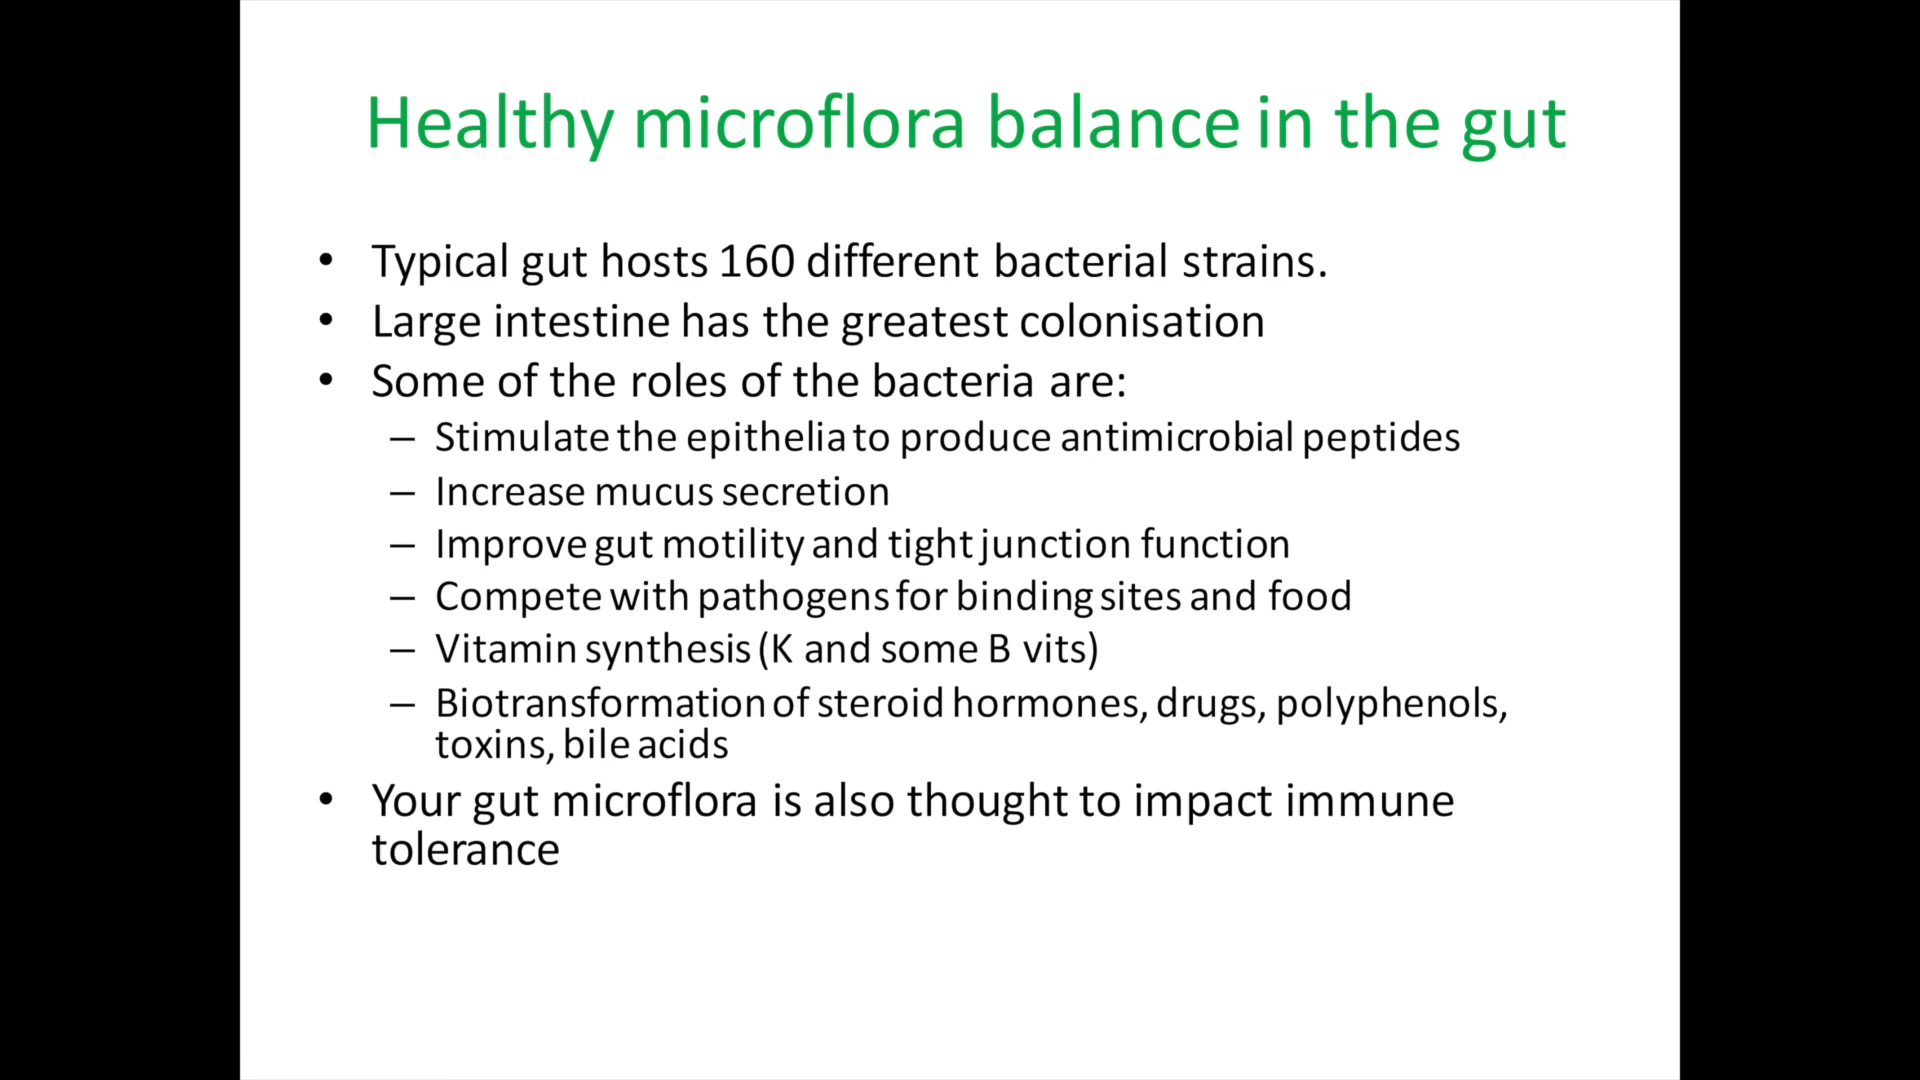 Healthy microflora balance in the gut
• Typical gut hosts 160 different bacterial strains.
• Large intestine has the greatest colonisation
• Some of the roles of the bacteria are:
– Stimulate the epithelia to produce antimicrobial peptides
– Increase mucus secretion
– Improve gut motility and tight junction function
– Compete with pathogens for binding sites and food
– Vitamin synthesis (K and some B vits)
– Biotransformation of steroid hormones, drugs, polyphenols,
toxins, bile acids
• Your gut microflora is also thought to impact immune
tolerance